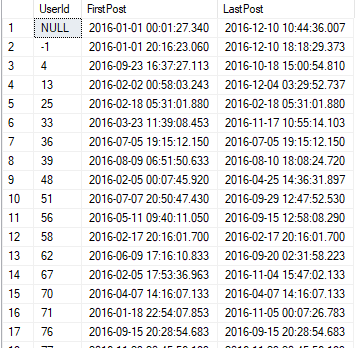 UserId FirstPost LastPost
1 NULL 2016-01-01 00:01:27.340 2016-12-10 10:44:36.007
2 -1 2016-01-01 20:16:23.060 2016-12-10 18:18:29.373
3 4 2016-09-23 16:37:27.113 2016-10-18 15:00:54.810
4 13 2016-02-02 00:58:03.243 2016-12-04 03:29:52.737
5 25 2016-02-18 05:31:01.880 2016-02-18 05:31:01.880
6 33 2016-03-23 11:39:08.453 2016-11-17 10:55:14.103
7 36 2016-07-05 19:15:12.150 2016-07-05 19:15:12.150
8 39 2016-08-09 06:51:50.633 2016-08-10 18:08:24.720
9 48 2016-02-05 00:07:45.920 2016-04-25 14:36:31.897
10 51 2016-07-07 20:50:47.430 2016-09-29 12:47:52.530
11 56 2016-05-11 09:40:11.050 2016-09-15 12:58:08.290
12 58 2016-02-17 20:16:01.700 2016-02-17 20:16:01.700
13 62 2016-06-09 17:16:10.833 2016-09-20 02:31:58.223
14 67 2016-02-05 17:53:36.963 2016-11-04 15:47:02.133
15 70 2016-04-07 14:16:07.133 2016-04-07 14:16:07.133
16 71 2016-01-18 22:54:07.853 2016-11-05 00:07:26.783
17 76 2016-09-15 20:28:54.683 2016-09-15 20:28:54.683